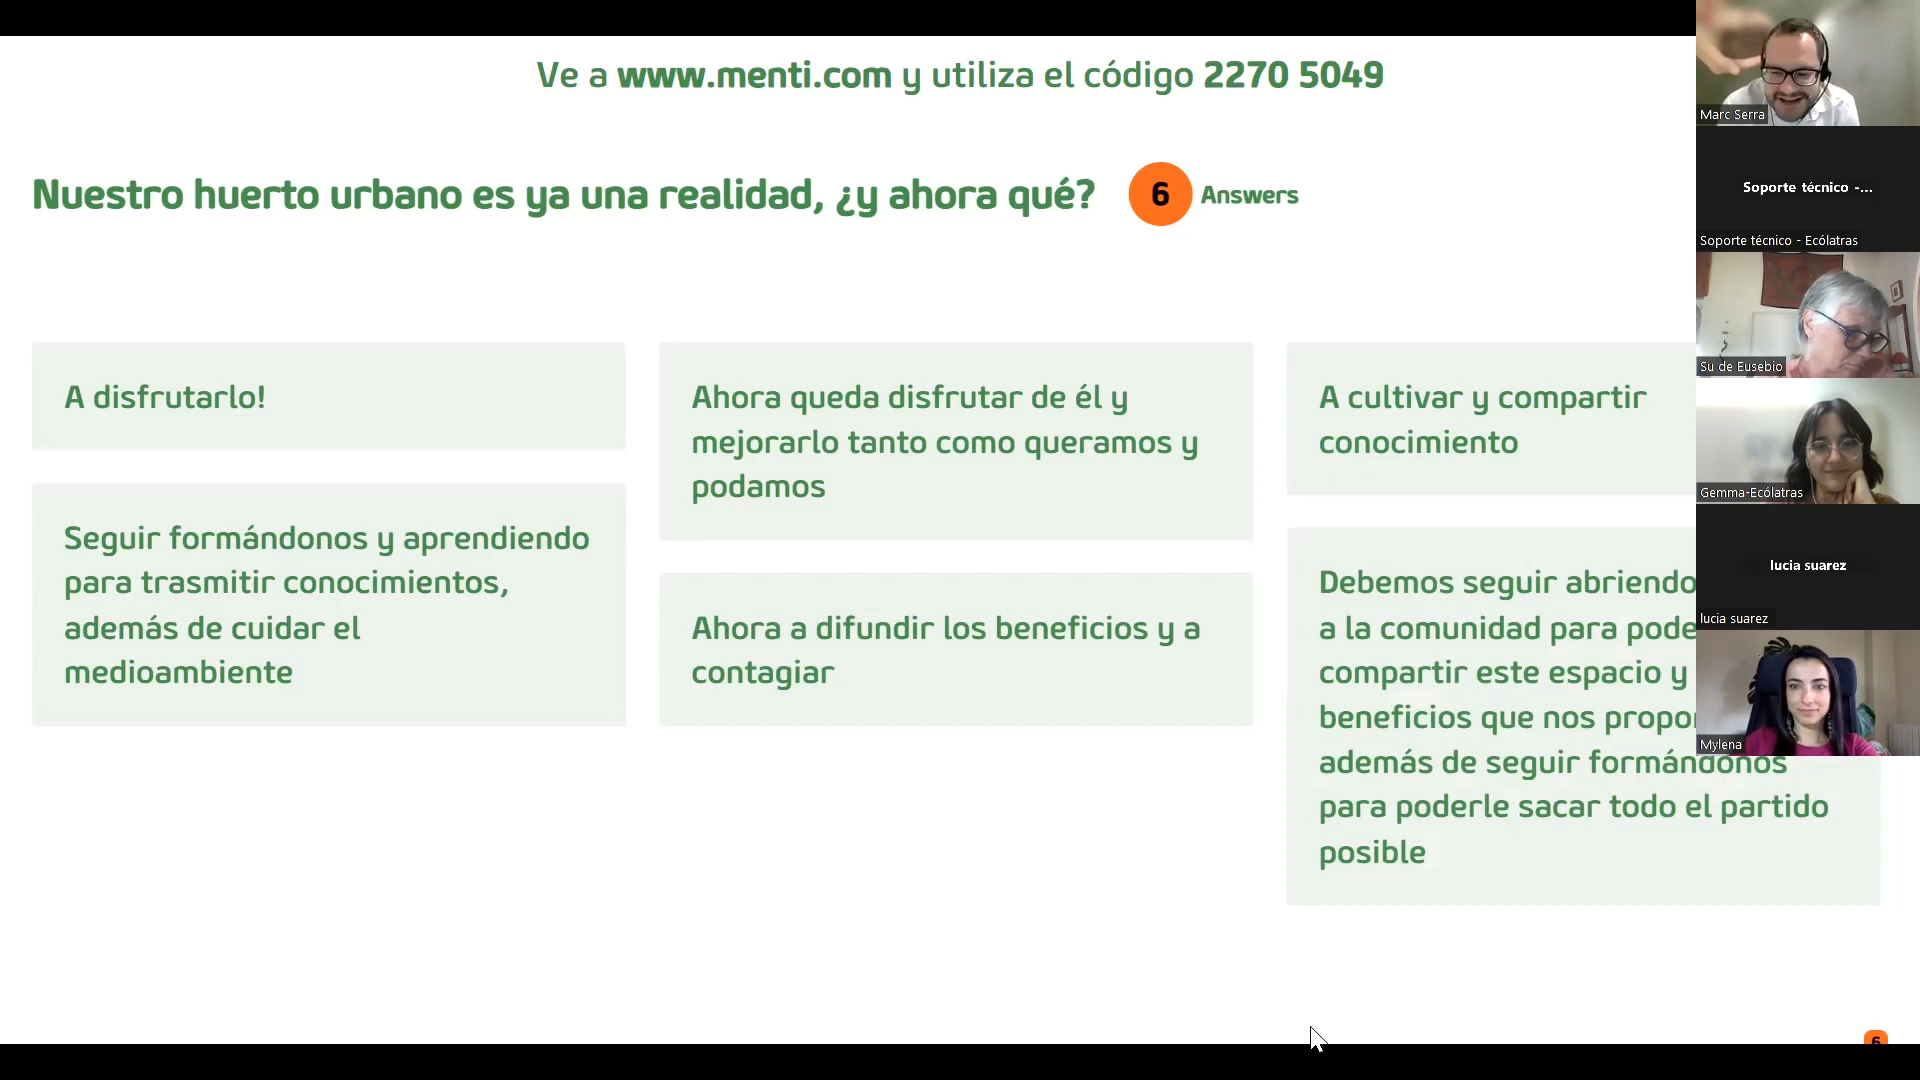 Ve a www.menti.com y utiliza el código 2270 5049
Nuestro huerto urbano es ya una realidad, ¿y ahora qué?
6 Answers
A disfrutarlo!
Seguir formándonos y aprendiendo
para trasmitir conocimientos,
además de cuidar el
medioambiente
Ahora queda disfrutar de él y
mejorarlo tanto como queramos y
podamos
Ahora a difundir los beneficios y a
contagiar
A cultivar y compartir
conocimiento
Debemos seguir abriendo
a la comunidad para
compartir este espacio y
beneficios que nos
además de seguir formándonos
para poderle sacar todo el partido
posible
Marc Serra
Soporte técnico -...
Soporte técnico - Ecólatras
Su de Eusebio
Gemma-Ecólatras
lucia suarez
lucia suarez
Mylena
6